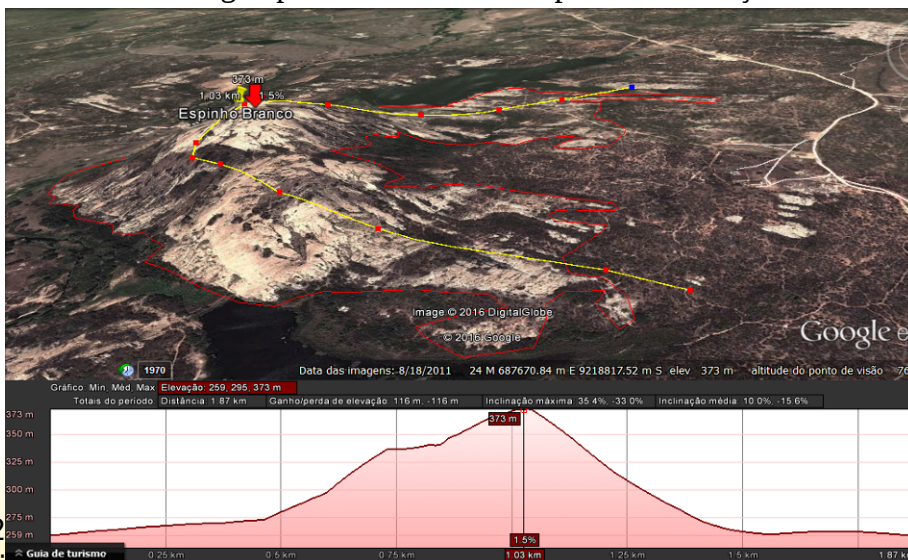 373 m
1,03 km 1.5%
Espinho Branco
Image © 2016 DigitalGlobe
© 2016 Google
Google e
1970
Data das imagens: 8/18/2011 24 M 687670.84 m E 9218817.52 m S elev 373 m altitude do ponto de visão 76
Gráfico: Mín, Méd, Máx Elevação: 259, 295, 373 m
Totais do período: Distância: 1.87 km Ganho/perda de elevação: 116 m, -116 m Inclinação máxima: 35.4%, -33.0% Inclinação média: 10.0%, -15.6%
373 m
373 m
350 m
325 m
300 m
275 m
259 m
1.5%
Guia de turismo
0.25 km 0.5 km 0.75 km 1.03 km 1.25 km 1.5 km 1.87 km